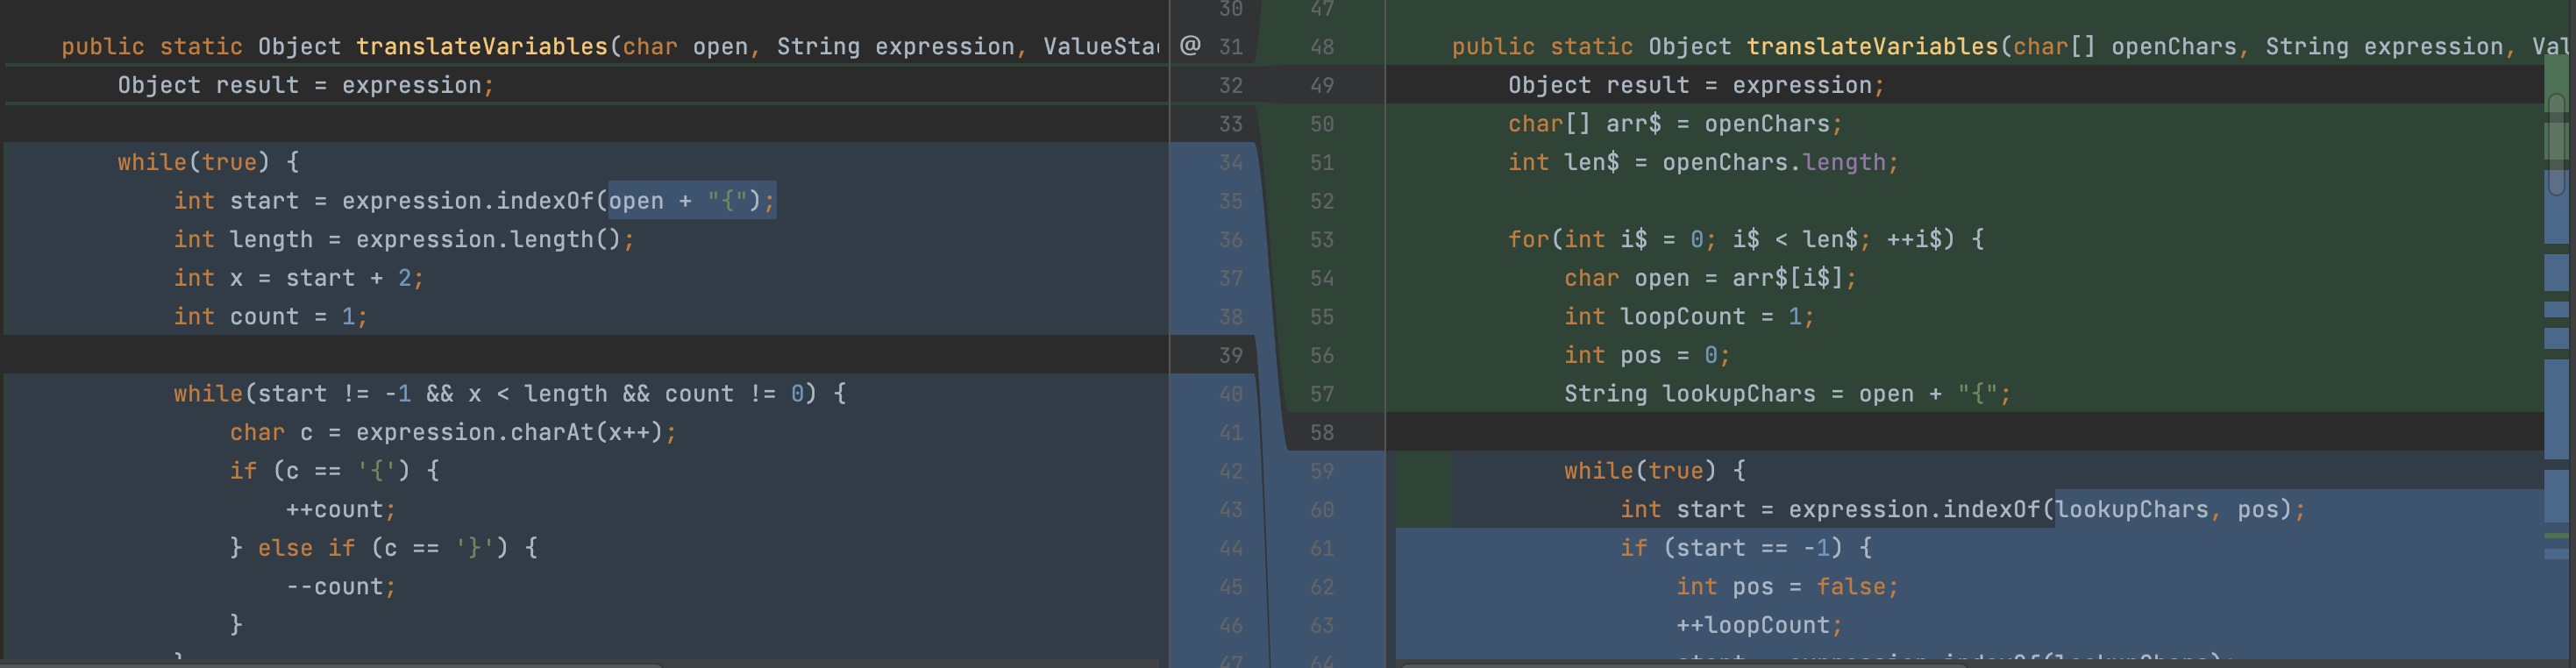 public static Object translateVariables(char open, String expression, ValueSta
Object result = expression;
while(true) {
int start = expression.indexOf(open + "{");
int length = expression.length();
int x = start + 2;
int count = 1;
while(start != -1 && x < length && count != 0) {
char c = expression.charAt(x++);
if (c == '{') {
++count;
} else if (c == '}') {
--count;
}
30
@ 31
32
33
34
35
36
37
38
39
40
41
42
43
44
45
46
47
47
48
49
50
51
52
53
54
55
56
57
58
59
60
61
62
63
64
public static Object translateVariables(char[] openChars, String expression, Val
Object result = expression;
char[] arr$ = openChars;
int len$ = openChars.length;
for(int i$ = 0; i$ < len$; ++i$) {
char open = arr$[i$];
int loopCount = 1;
int pos = 0;
String lookupChars = open + "{";
while(true) {
int start = expression.indexOf(lookupChars, pos);
if (start == -1) {
int pos = false;
++loopCount;
start = expression.indexOf(lookupChars);